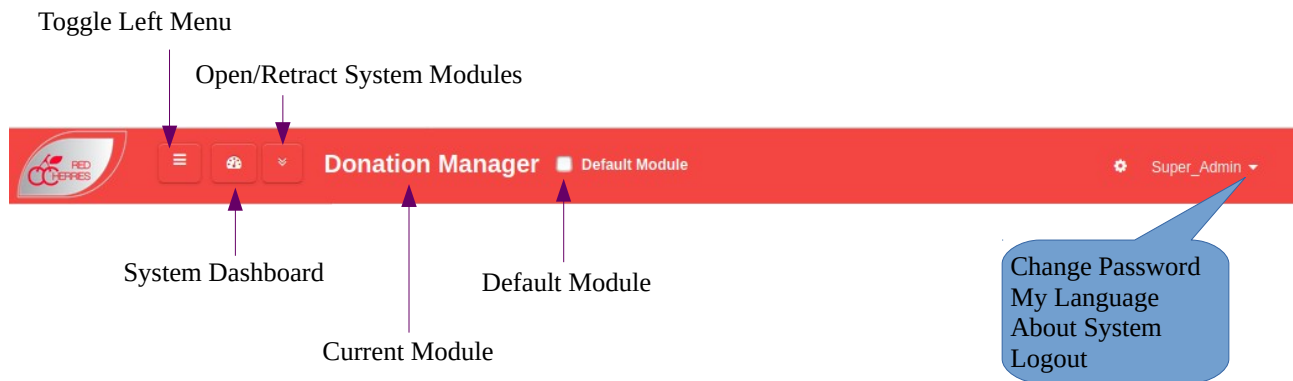 Toggle Left Menu
Open/Retract System Modules
RED
CHERRIES
Donation Manager
Default Module
Super_Admin
System Dashboard
Default Module
Current Module
Change Password
My Language
About System
Logout